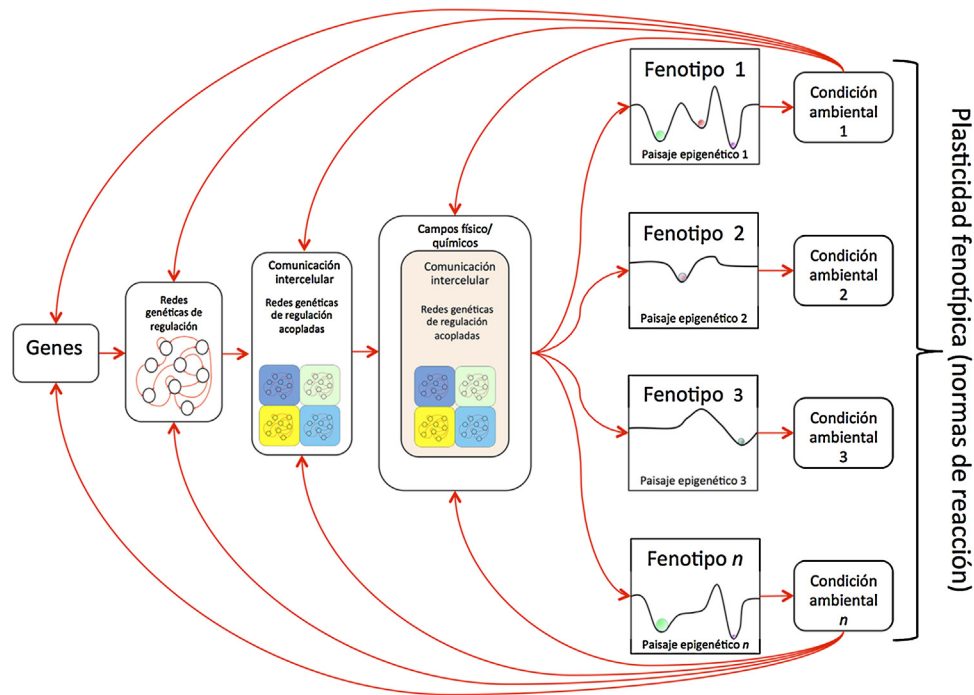 Genes
Redes
genéticas de
regulación
Comunicación
intercelular
Redes genéticas
de regulación
acopladas
Campos físico/
químicos
Comunicación
intercelular
Redes genéticas
de regulación
acopladas
Fenotipo 1
Paisaje epigenético 1
Condición
ambiental
1
Fenotipo 2
Paisaje epigenético 2
Condición
ambiental
2
Fenotipo 3
Paisaje epigenético 3
Condición
ambiental
3
Fenotipo n
Paisaje epigenético n
Condición
ambiental
n
Plasticidad fenotípica (normas de reacción)